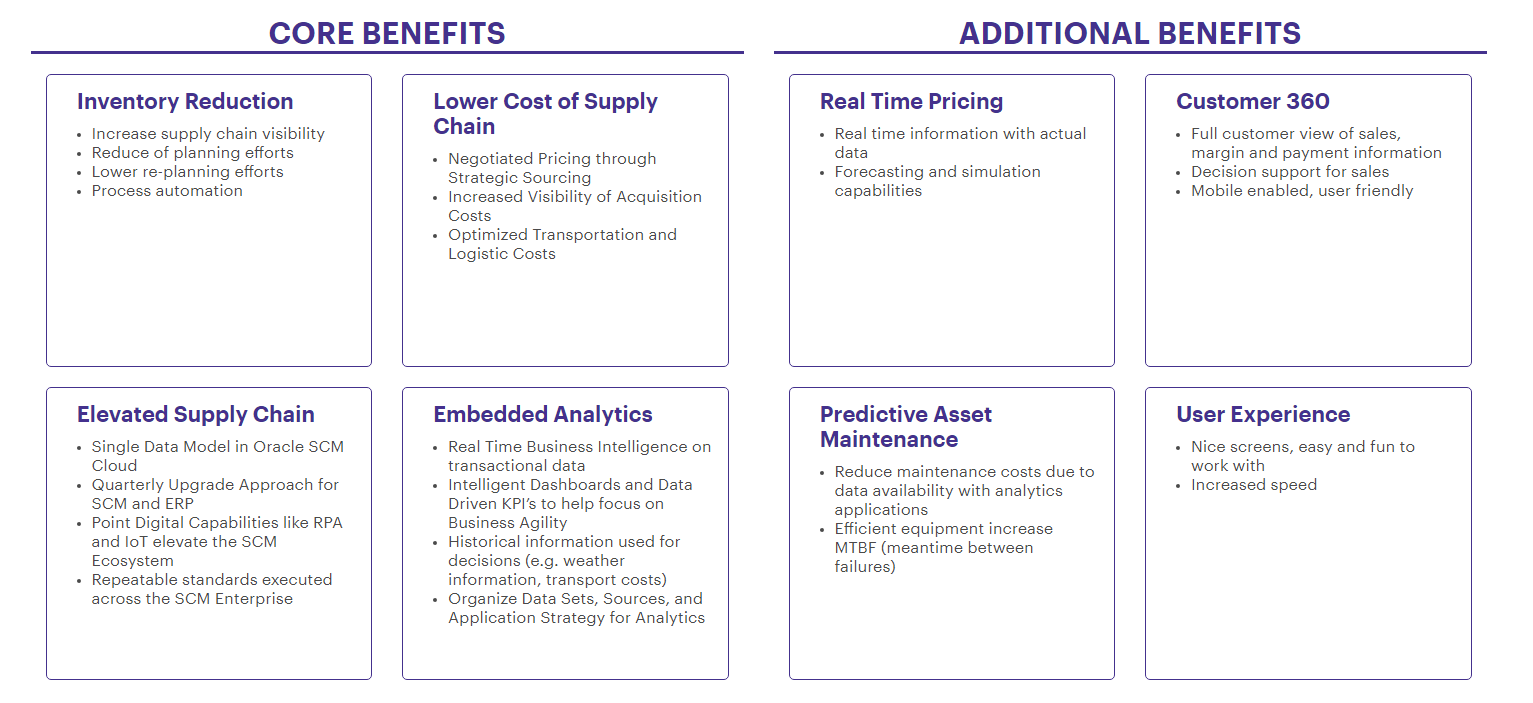 CORE BENEFITS
Inventory Reduction
• Increase supply chain visibility
• Reduce of planning efforts
• Lower re-planning efforts
• Process automation
Lower Cost of Supply
Chain
• Negotiated Pricing through
Strategic Sourcing
• Increased Visibility of Acquisition
Costs
• Optimized Transportation and
Logistic Costs
Elevated Supply Chain
• Single Data Model in Oracle SCM
Cloud
• Quarterly Upgrade Approach for
SCM and ERP
• Point Digital Capabilities like RPA
and IoT elevate the SCM
Ecosystem
• Repeatable standards executed
across the SCM Enterprise
Embedded Analytics
• Real Time Business Intelligence on
transactional data
• Intelligent Dashboards and Data
Driven KPI’s to help focus on
Business Agility
• Historical information used for
decisions (e.g. weather
information, transport costs)
• Organize Data Sets, Sources, and
Application Strategy for Analytics
ADDITIONAL BENEFITS
Real Time Pricing
• Real time information with actual
data
• Forecasting and simulation
capabilities
Customer 360
• Full customer view of sales,
margin and payment information
• Decision support for sales
• Mobile enabled, user friendly
Predictive Asset
Maintenance
• Reduce maintenance costs due to
data availability with analytics
applications
• Efficient equipment increase
MTBF (meantime between
failures)
User Experience
• Nice screens, easy and fun to
work with
• Increased speed